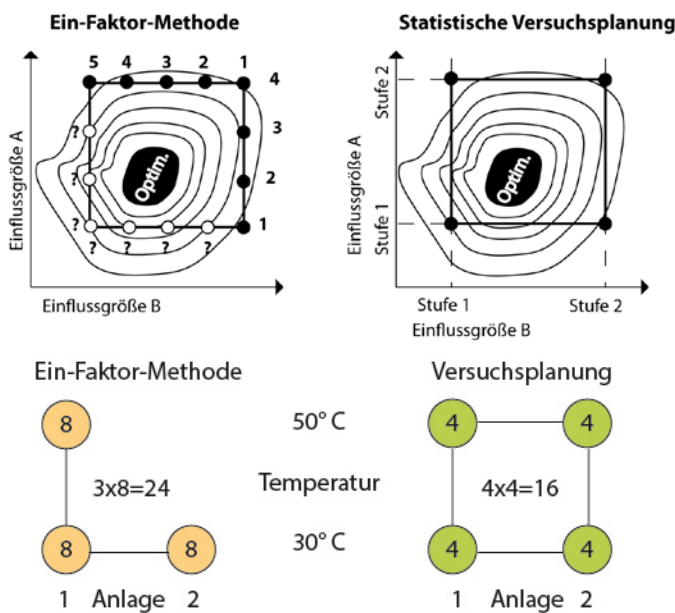 Ein-Faktor-Methode
5 4 3 2 1
4
?
3
?
2
?
1
? ? ?
Optim.
Einflussgröße A
Einflussgröße B
Statistische Versuchsplanung
Stufe 2
Stufe 1
Einflussgröße A
Optim.
Stufe 1 Stufe 2
Einflussgröße B
Ein-Faktor-Methode
8
3x8=24
8 8
1 Anlage 2
50° C
Temperatur
30° C
Versuchsplanung
4 4
4x4=16
4 4
1 Anlage 2